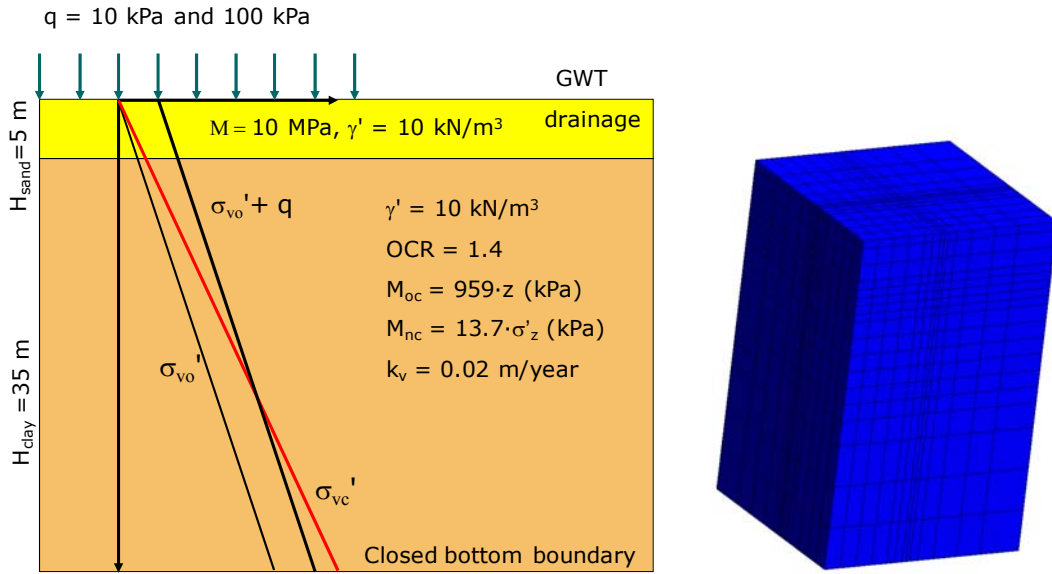 q = 10 kPa and 100 kPa
GWT
drainage
M = 10 MPa, γ' = 10 kN/m³
H_sand=5 m
σ_vo'+ q
γ' = 10 kN/m³
OCR = 1.4
M_oc = 959·z (kPa)
M_nc = 13.7·σ'_z (kPa)
k_v = 0.02 m/year
σ_vo'
H_clay =35 m
σ_vc'
Closed bottom boundary